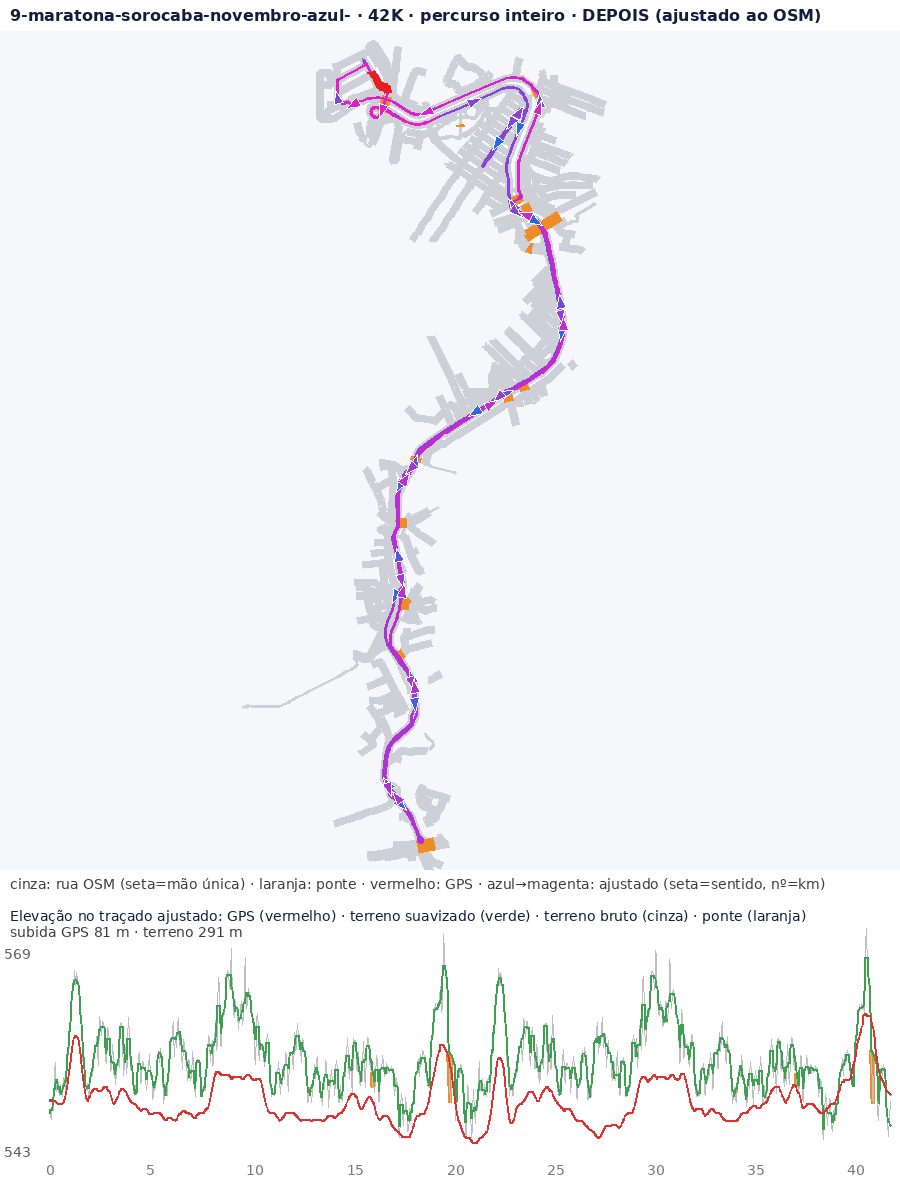 9-maratona-sorocaba-novembro-azul- · 42K · percurso inteiro · DEPOIS (ajustado ao OSM)
cinza: rua OSM (seta=mão única) · laranja: ponte · vermelho: GPS · azul→magenta: ajustado (seta=sentido, nº=km)
Elevação no traçado ajustado: GPS (vermelho) · terreno suavizado (verde) · terreno bruto (cinza) · ponte (laranja)
subida GPS 81 m · terreno 291 m
569
543
0 5 10 15 20 25 30 35 40